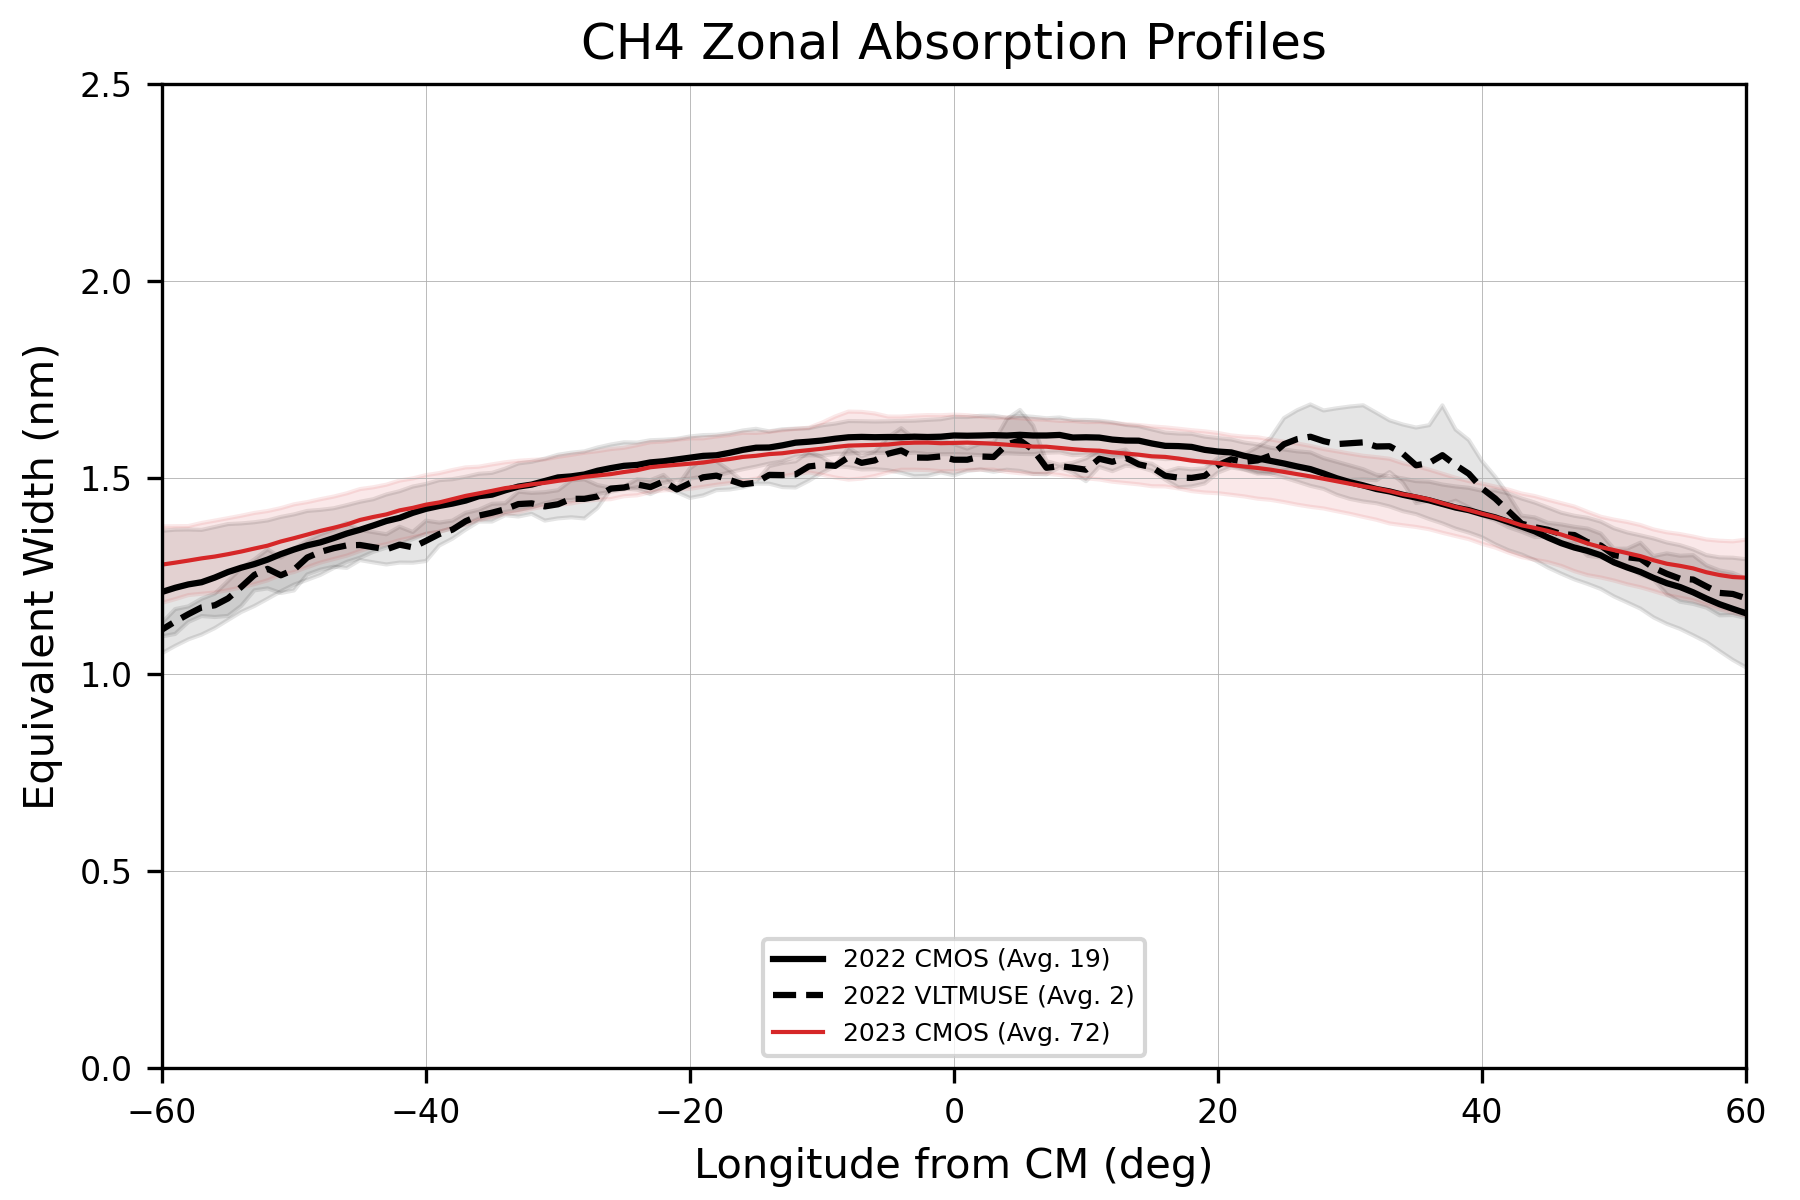 CH4 Zonal Absorption Profiles
2.5
2.0
1.5
1.0
0.5
0.0
Equivalent Width (nm)
2022 CMOS (Avg. 19)
2022 VLTMUSE (Avg. 2)
2023 CMOS (Avg. 72)
−60 −40 −20 0 20 40 60
Longitude from CM (deg)